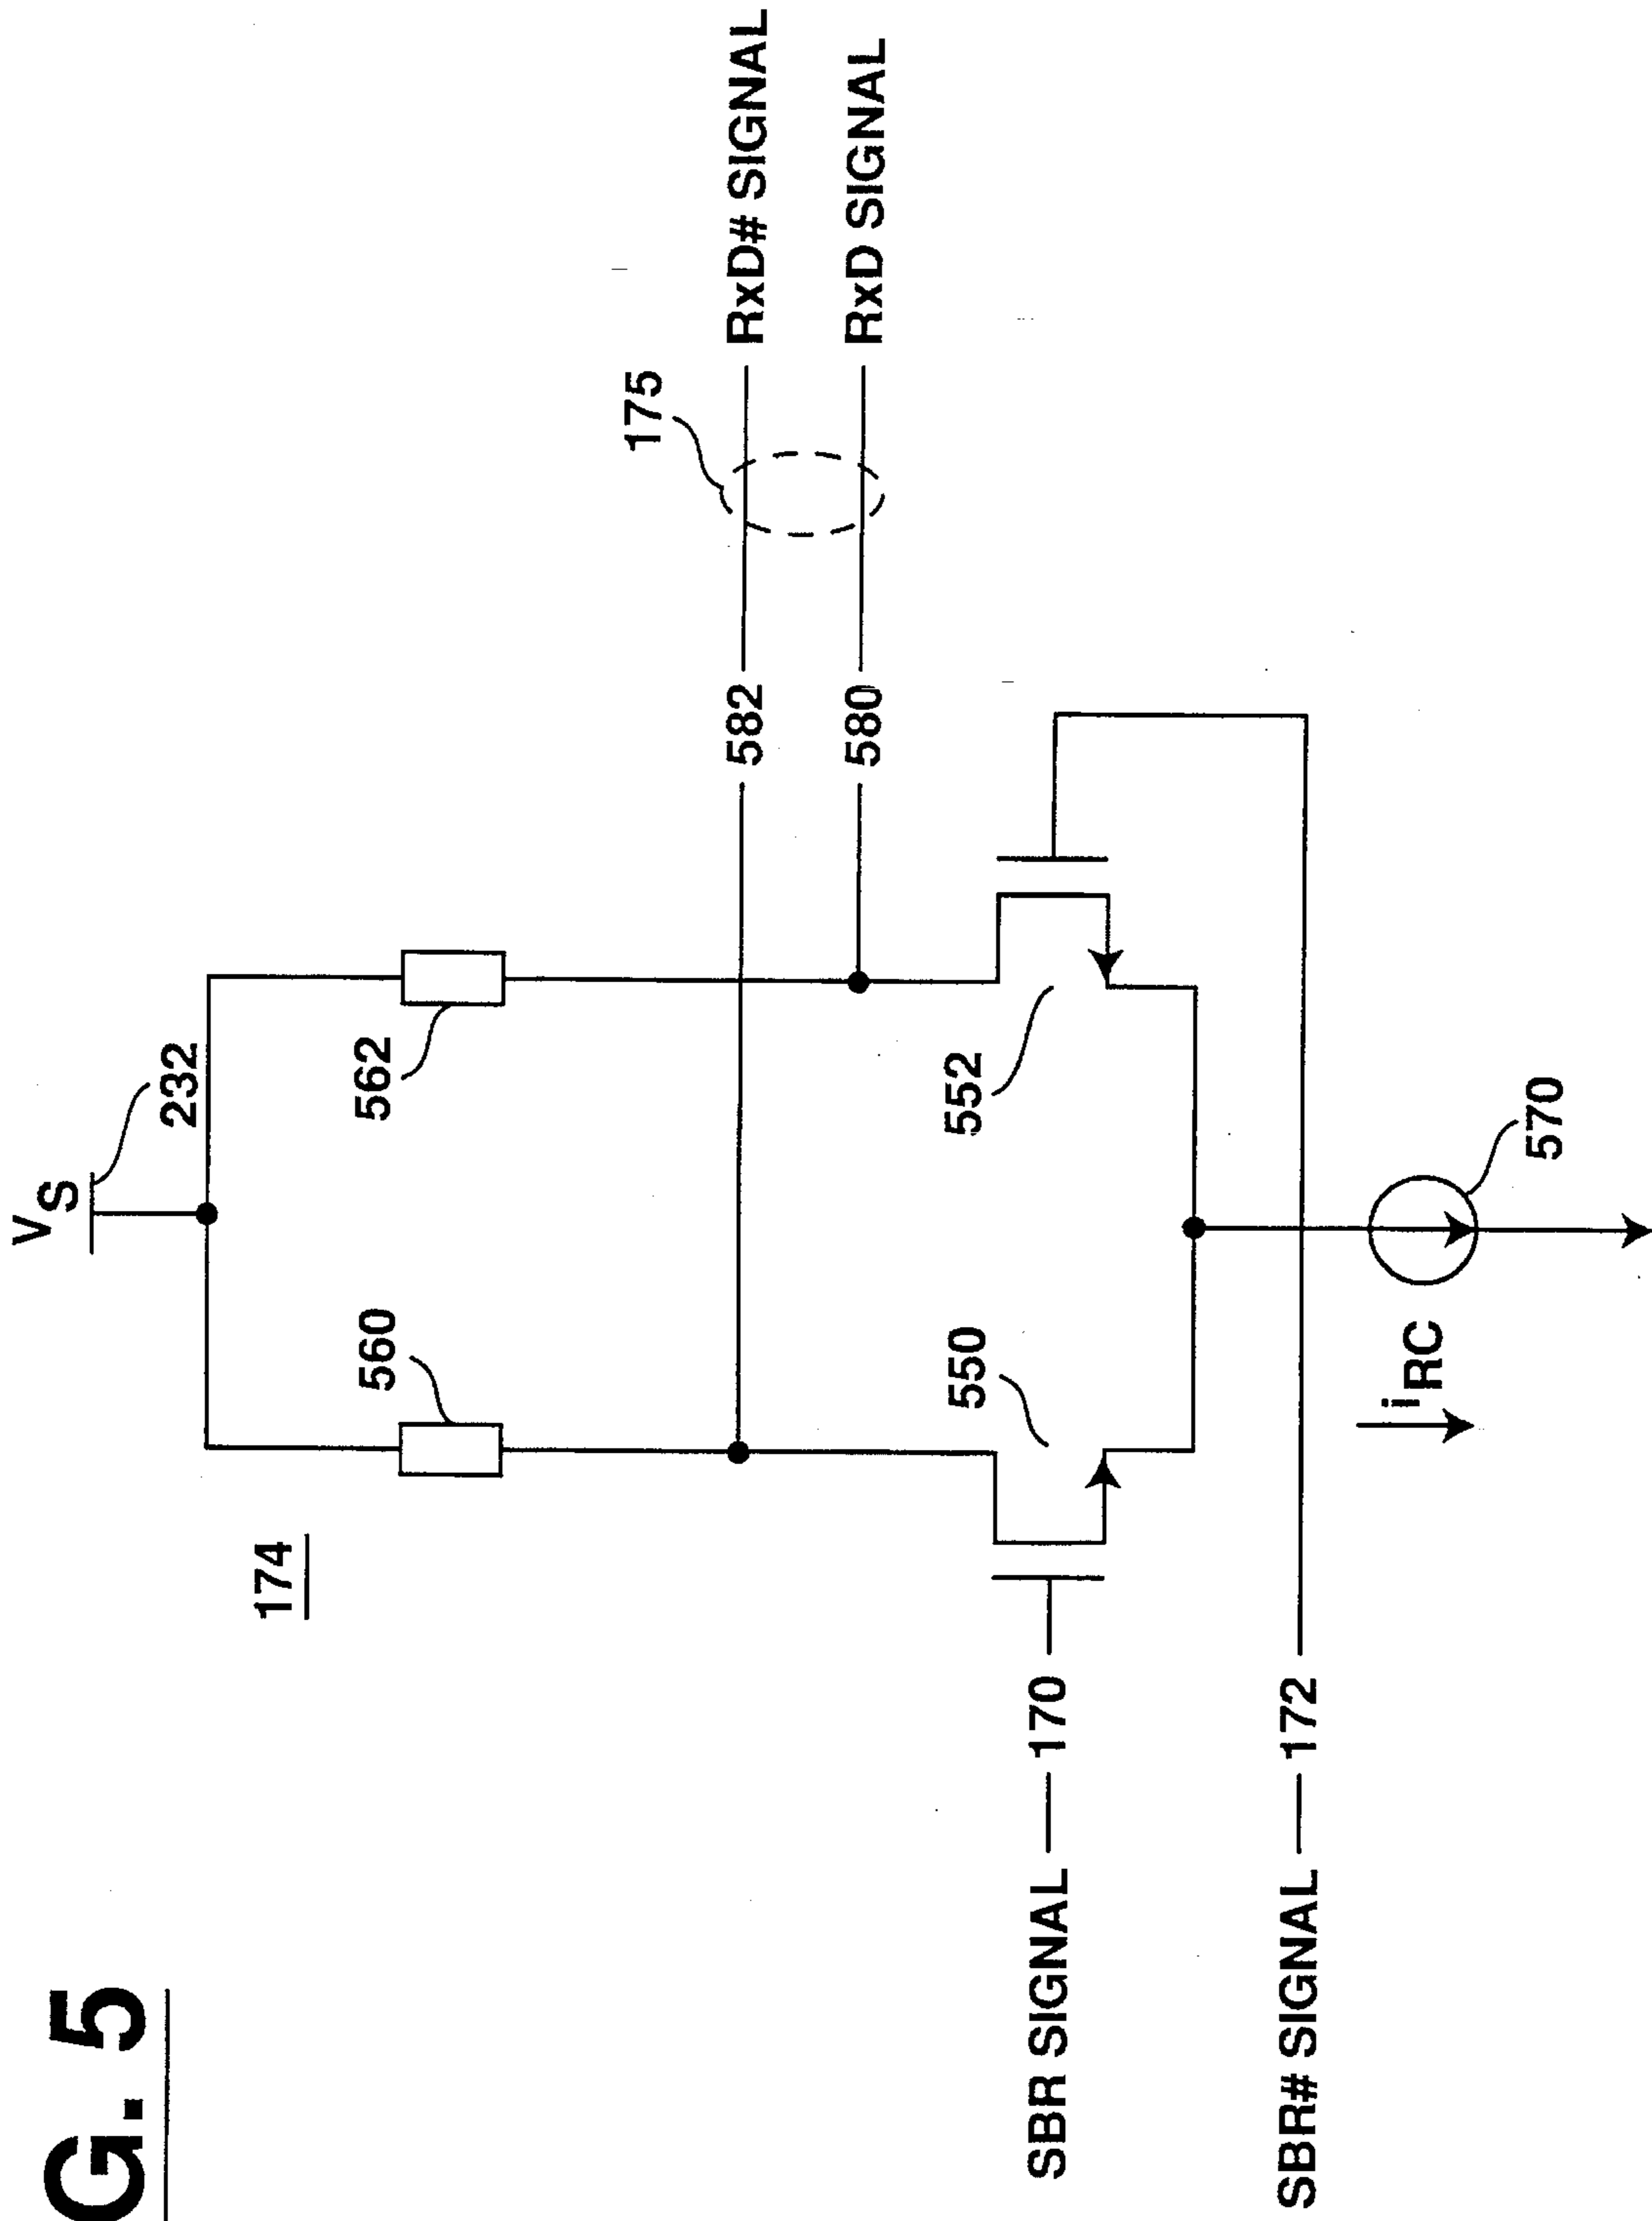 G. 5
V S
232
174
560
562
175
582 RxD# SIGNAL
580 RxD SIGNAL
550
552
SBR SIGNAL 170
SBR# SIGNAL 172
iRC
570